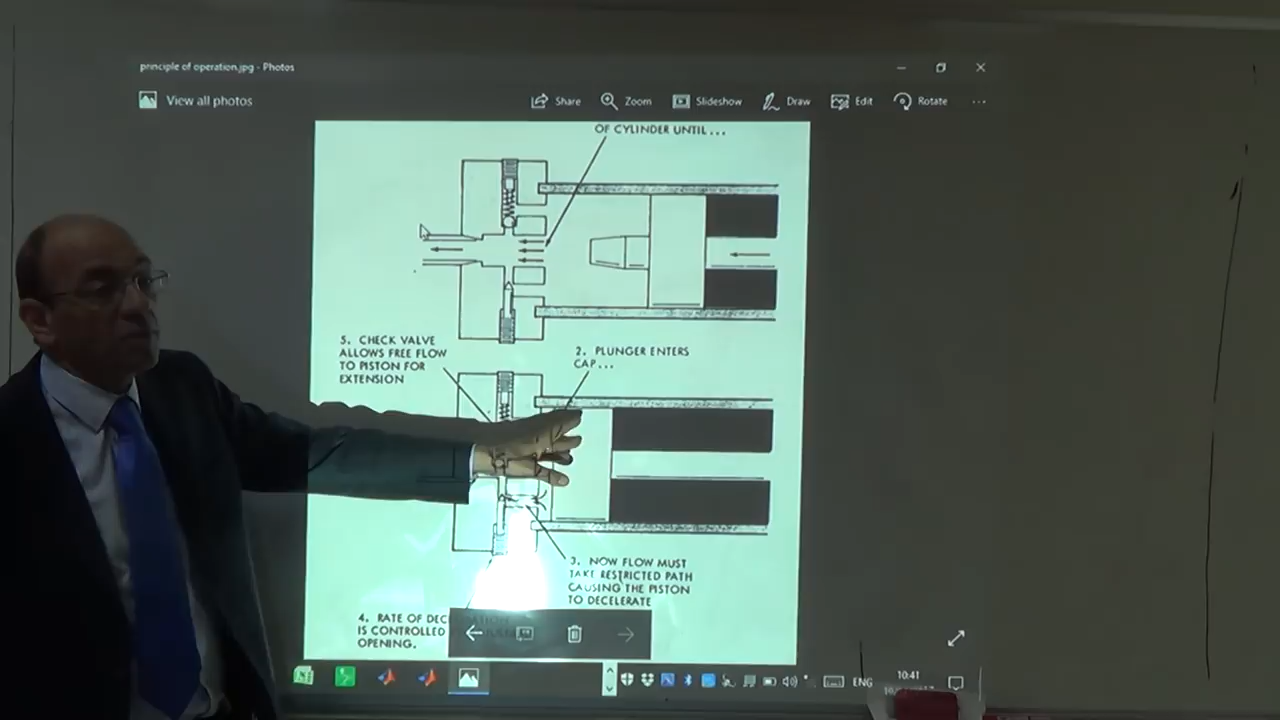 principle of operation.jpg - Photos
View all photos
Share Zoom Slideshow Draw Edit Rotate
OF CYLINDER UNTIL...
5. CHECK VALVE
ALLOWS FREE FLOW
TO PISTON FOR
EXTENSION
2. PLUNGER ENTERS
CAP...
3. NOW FLOW MUST
TAKE RESTRICTED PATH
CAUSING THE PISTON
TO DECELERATE
4. RATE OF
IS CONTROLLED
OPENING.
ENG
10:41